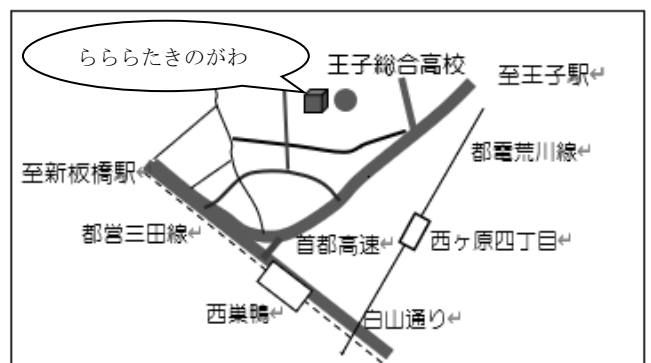 らららたきのがわ
王子総合高校
至王子駅↵
都電荒川線↵
至新板橋駅↵
都営三田線↵
首都高速↵
西ヶ原四丁目↵
西巣鴨↵
白山通り↵